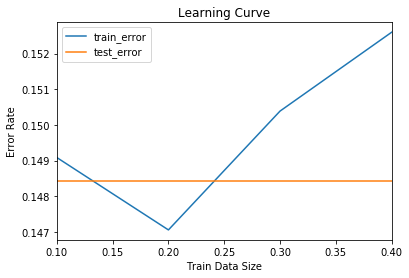 Learning Curve
train_error
test_error
0.152
0.151
0.150
0.149
0.148
0.147
Error Rate
0.10 0.15 0.20 0.25 0.30 0.35 0.40
Train Data Size